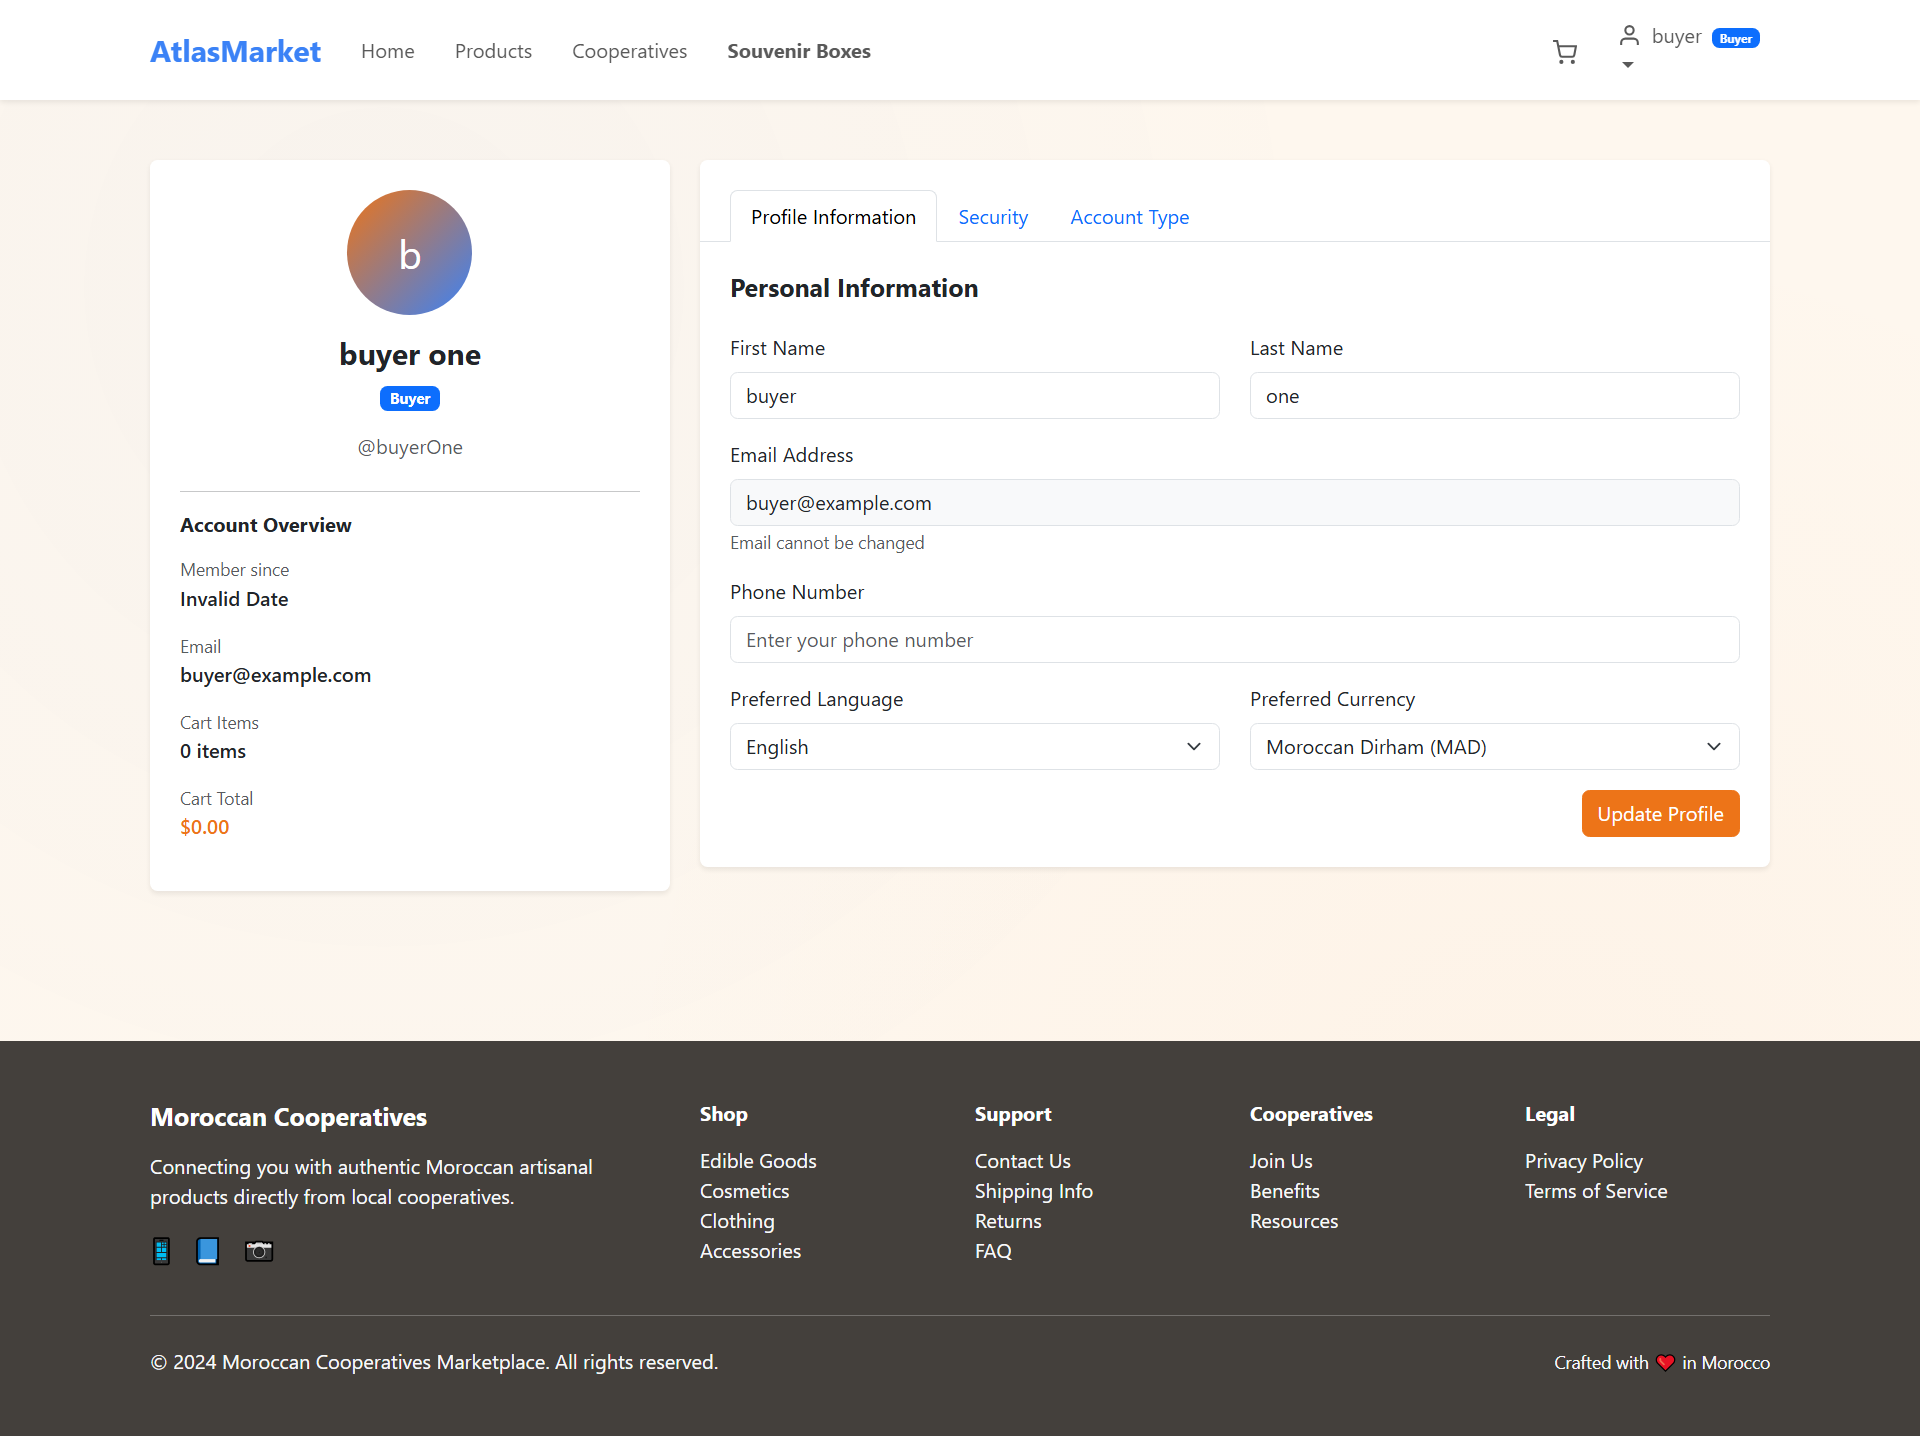 AtlasMarket
Home
Products
Cooperatives
Souvenir Boxes
buyer
Buyer
b
buyer one
Buyer
@buyerOne
Account Overview
Member since
Invalid Date
Email
buyer@example.com
Cart Items
0 items
Cart Total
$0.00
Profile Information
Security
Account Type
Personal Information
First Name
Last Name
buyer
one
Email Address
buyer@example.com
Email cannot be changed
Phone Number
Enter your phone number
Preferred Language
Preferred Currency
English
Moroccan Dirham (MAD)
Update Profile
Moroccan Cooperatives
Connecting you with authentic Moroccan artisanal
products directly from local cooperatives.
Shop
Edible Goods
Cosmetics
Clothing
Accessories
Support
Contact Us
Shipping Info
Returns
FAQ
Cooperatives
Join Us
Benefits
Resources
Legal
Privacy Policy
Terms of Service
© 2024 Moroccan Cooperatives Marketplace. All rights reserved.
Crafted with ❤️ in Morocco